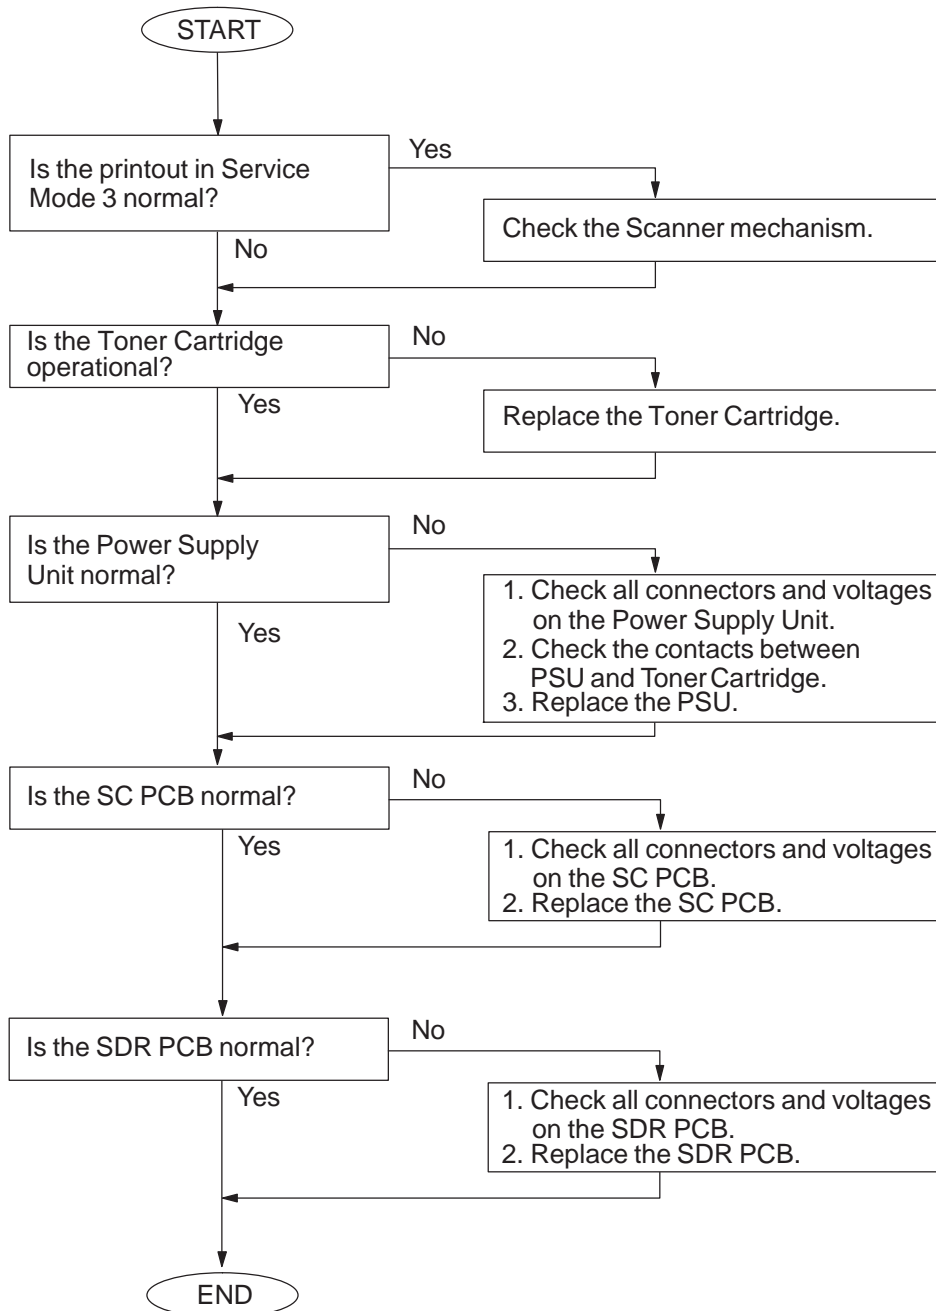 START
Is the printout in Service
Mode 3 normal?
Yes
No
Check the Scanner mechanism.
Is the Toner Cartridge
operational?
No
Yes
Replace the Toner Cartridge.
Is the Power Supply
Unit normal?
No
Yes
1. Check all connectors and voltages
on the Power Supply Unit.
2. Check the contacts between
PSU and Toner Cartridge.
3. Replace the PSU.
Is the SC PCB normal?
No
Yes
1. Check all connectors and voltages
on the SC PCB.
2. Replace the SC PCB.
Is the SDR PCB normal?
No
Yes
1. Check all connectors and voltages
on the SDR PCB.
2. Replace the SDR PCB.
END